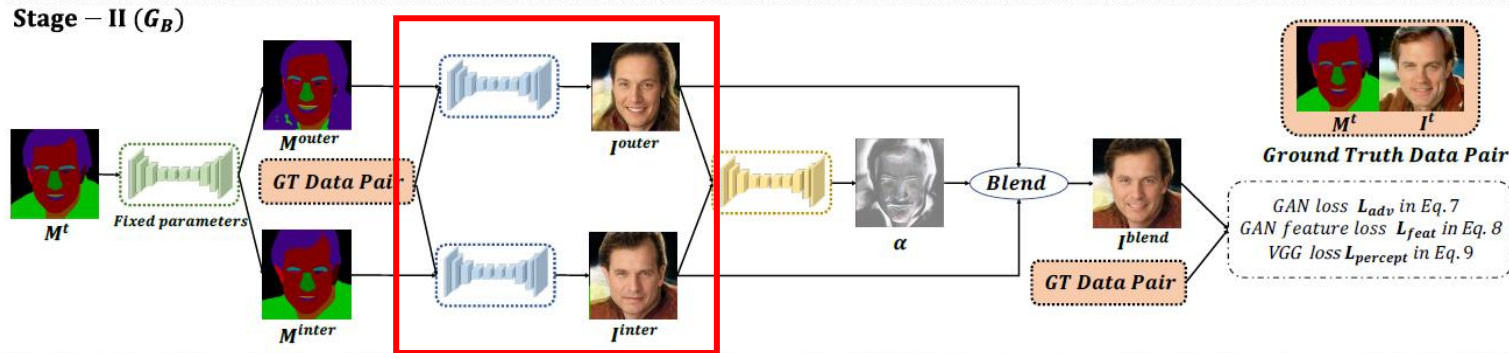 Stage – II (G_B)
M^t
Fixed parameters
M^outer
GT Data Pair
M^inter
I^outer
I^inter
α
Blend
I^blend
GT Data Pair
M^t
I^t
Ground Truth Data Pair
GAN loss L_adv in Eq. 7
GAN feature loss L_feat in Eq. 8
VGG loss L_percept in Eq. 9